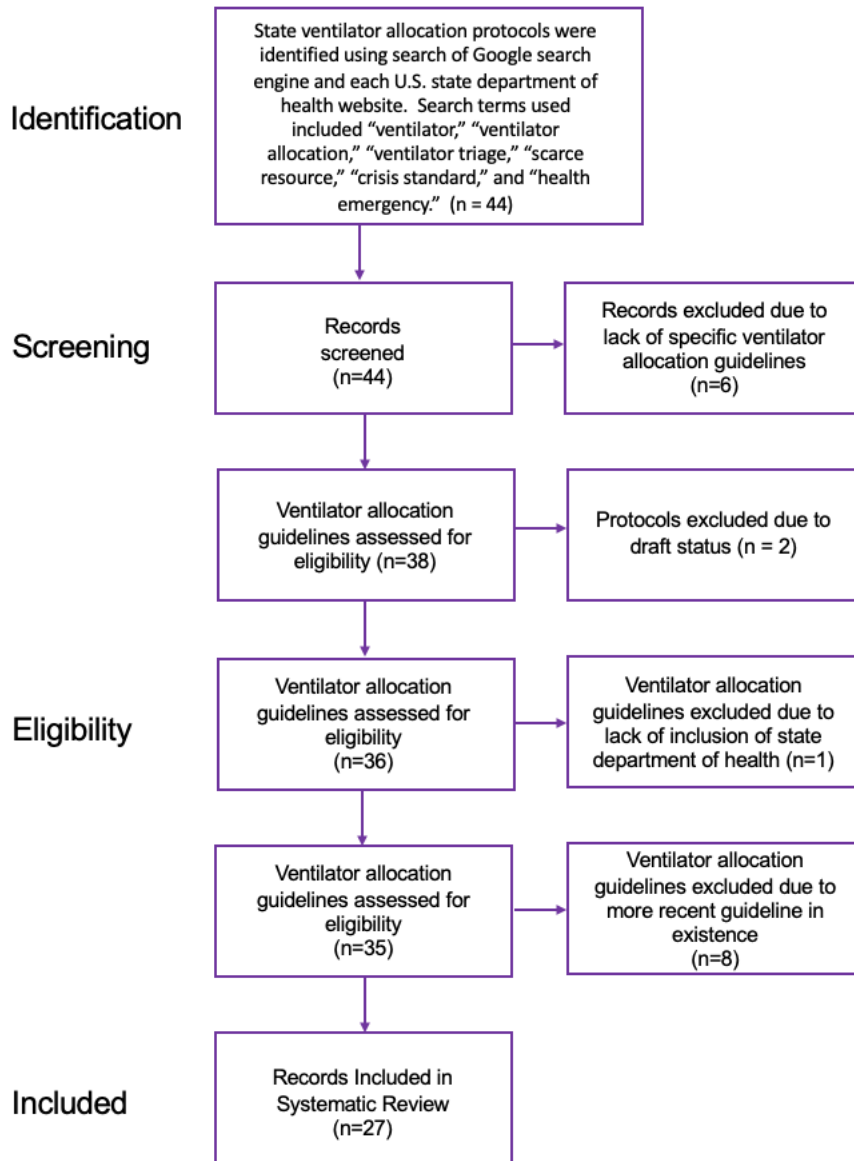 State ventilator allocation protocols were
identified using search of Google search
engine and each U.S. state department of
health website.  Search terms used
included “ventilator,” “ventilator
allocation,” “ventilator triage,” “scarce
resource,” “crisis standard,” and “health
emergency.”  (n = 44)
Identification
Screening
Records
screened
(n=44)
Records excluded due to
lack of specific ventilator
allocation guidelines
(n=6)
Ventilator allocation
guidelines assessed for
eligibility (n=38)
Protocols excluded due to
draft status (n = 2)
Eligibility
Ventilator allocation
guidelines assessed for
eligibility
(n=36)
Ventilator allocation
guidelines excluded due to
lack of inclusion of state
department of health (n=1)
Ventilator allocation
guidelines assessed for
eligibility
(n=35)
Ventilator allocation
guidelines excluded due to
more recent guideline in
existence
(n=8)
Included
Records Included in
Systematic Review
(n=27)